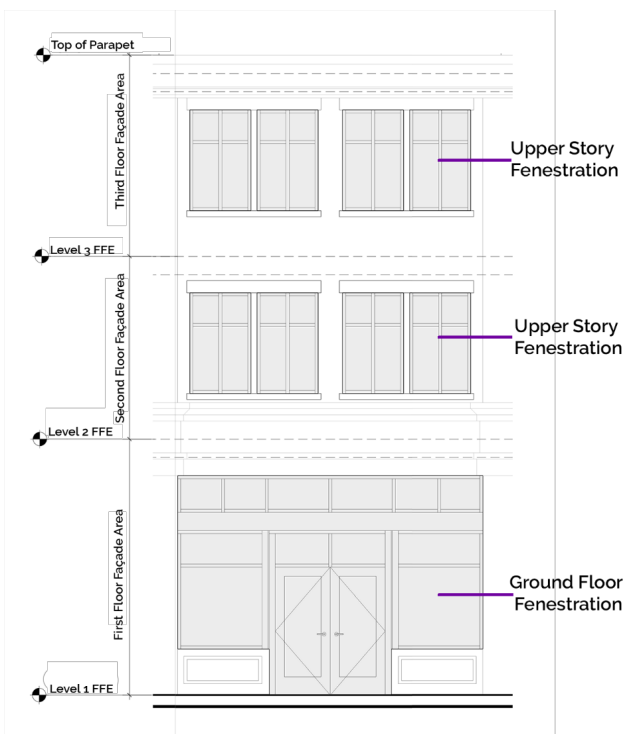 Top of Parapet
Third Floor Façade Area
Upper Story
Fenestration
Level 3 FFE
Second Floor Façade Area
Upper Story
Fenestration
Level 2 FFE
First Floor Façade Area
Ground Floor
Fenestration
Level 1 FFE